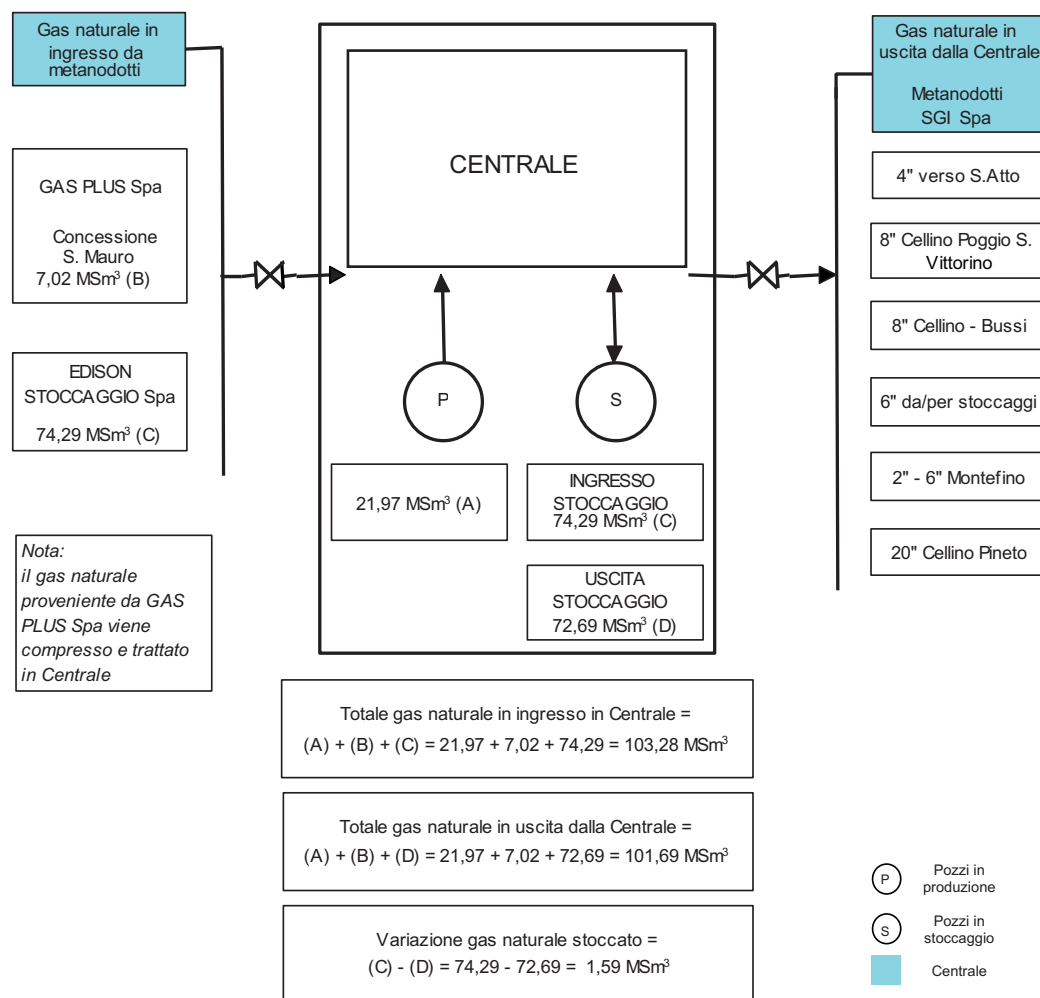 Gas naturale in
ingresso da
metanodotti
GAS PLUS Spa
Concessione
S. Mauro
7,02 MSm³ (B)
EDISON
STOCCAGGIO Spa
74,29 MSm³ (C)
Nota:
il gas naturale
proveniente da GAS
PLUS Spa viene
compresso e trattato
in Centrale
CENTRALE
P
S
21,97 MSm³ (A)
INGRESSO
STOCCAGGIO
74,29 MSm³ (C)
USCITA
STOCCAGGIO
72,69 MSm³ (D)
Gas naturale in
uscita dalla Centrale
Metanodotti
SGI Spa
4" verso S.Atto
8" Cellino Poggio S.
Vittorino
8" Cellino - Bussi
6" da/per stoccaggi
2" - 6" Montefino
20" Cellino Pineto
Totale gas naturale in ingresso in Centrale =
(A) + (B) + (C) = 21,97 + 7,02 + 74,29 = 103,28 MSm³
Totale gas naturale in uscita dalla Centrale =
(A) + (B) + (D) = 21,97 + 7,02 + 72,69 = 101,69 MSm³
Variazione gas naturale stoccato =
(C) - (D) = 74,29 - 72,69 = 1,59 MSm³
P
Pozzi in
produzione
S
Pozzi in
stoccaggio
Centrale